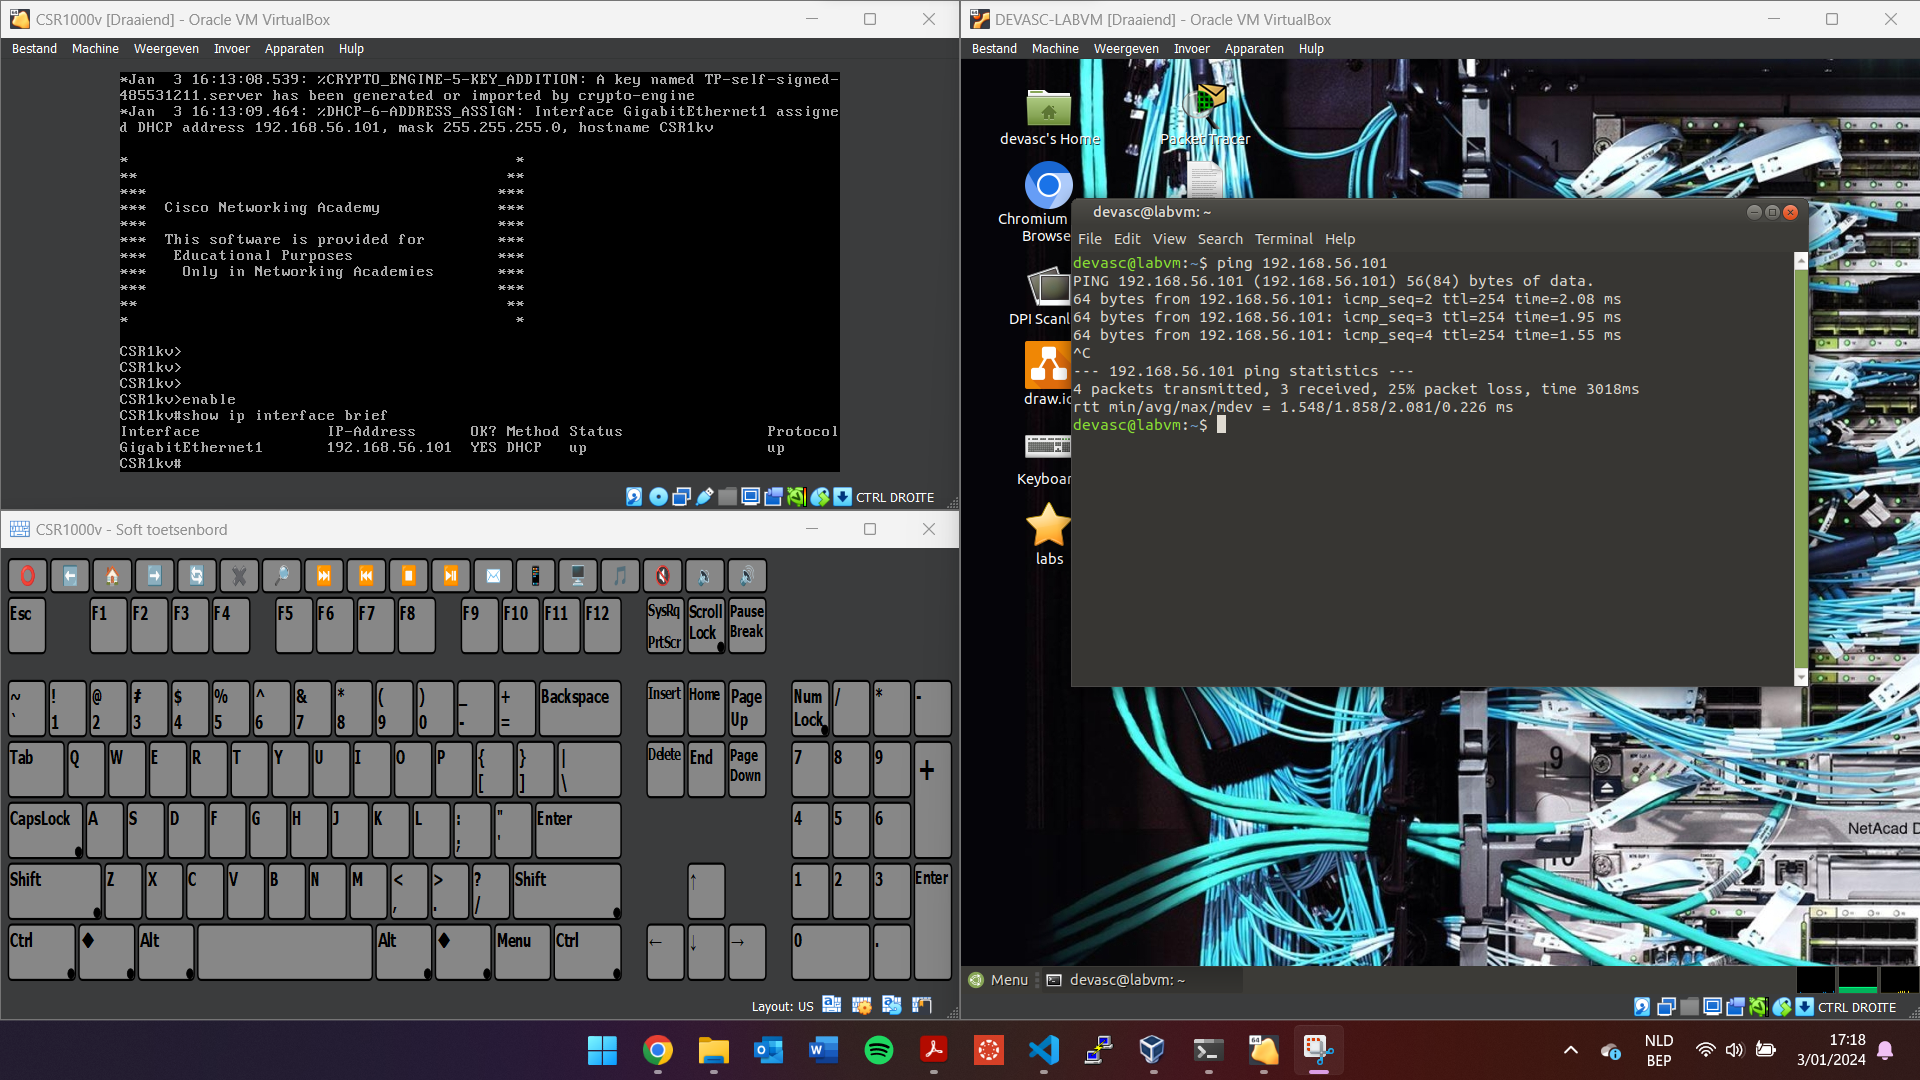 CSR1000v [Draaiend] - Oracle VM VirtualBox
Bestand Machine Weergeven Invoer Apparaten Hulp
*Jan  3 16:13:08.539: %CRYPTO_ENGINE-5-KEY_ADDITION: A key named TP-self-signed-
485531211.server has been generated or imported by crypto-engine
*Jan  3 16:13:09.464: %DHCP-6-ADDRESS_ASSIGN: Interface GigabitEthernet1 assigne
d DHCP address 192.168.56.101, mask 255.255.255.0, hostname CSR1kv
* *
** **
*** ***
*** Cisco Networking Academy ***
*** ***
*** This software is provided for ***
*** Educational Purposes ***
*** Only in Networking Academies ***
*** ***
** **
* *
CSR1kv>
CSR1kv>
CSR1kv>
CSR1kv>enable
CSR1kv#show ip interface brief
Interface IP-Address OK? Method Status Protocol
GigabitEthernet1 192.168.56.101 YES DHCP up up
CSR1kv#
CTRL DROITE
CSR1000v - Soft toetsenbord
Esc F1 F2 F3 F4 F5 F6 F7 F8 F9 F10 F11 F12 SysRq PrtScr Scroll Lock Pause Break
~ ` ! 1 @ 2 # 3 $ 4 % 5 ^ 6 & 7 * 8 ( 9 ) 0 _ - + = Backspace Insert Home Page Up Num Lock / * -
Tab Q W E R T Y U I O P { [ } ] | \ Delete End Page Down 7 8 9 +
CapsLock A S D F G H J K L : ; " ' Enter 4 5 6
Shift Z X C V B N M < , > . ? / Shift ↑ 1 2 3 Enter
Ctrl ◆ Alt Alt ◆ Menu Ctrl ← ↓ → 0 .
Layout: US
DEVASC-LABVM [Draaiend] - Oracle VM VirtualBox
Bestand Machine Weergeven Invoer Apparaten Hulp
devasc's Home
Packet Tracer
Chromium
Browse
DPI Scanl
draw.io
Keyboar
labs
devasc@labvm: ~
File Edit View Search Terminal Help
devasc@labvm:~$ ping 192.168.56.101
PING 192.168.56.101 (192.168.56.101) 56(84) bytes of data.
64 bytes from 192.168.56.101: icmp_seq=2 ttl=254 time=2.08 ms
64 bytes from 192.168.56.101: icmp_seq=3 ttl=254 time=1.95 ms
64 bytes from 192.168.56.101: icmp_seq=4 ttl=254 time=1.55 ms
^C
--- 192.168.56.101 ping statistics ---
4 packets transmitted, 3 received, 25% packet loss, time 3018ms
rtt min/avg/max/mdev = 1.548/1.858/2.081/0.226 ms
devasc@labvm:~$
1
9
10
NetAcad D
Menu devasc@labvm: ~
CTRL DROITE
64
NLD
BEP
17:18
3/01/2024